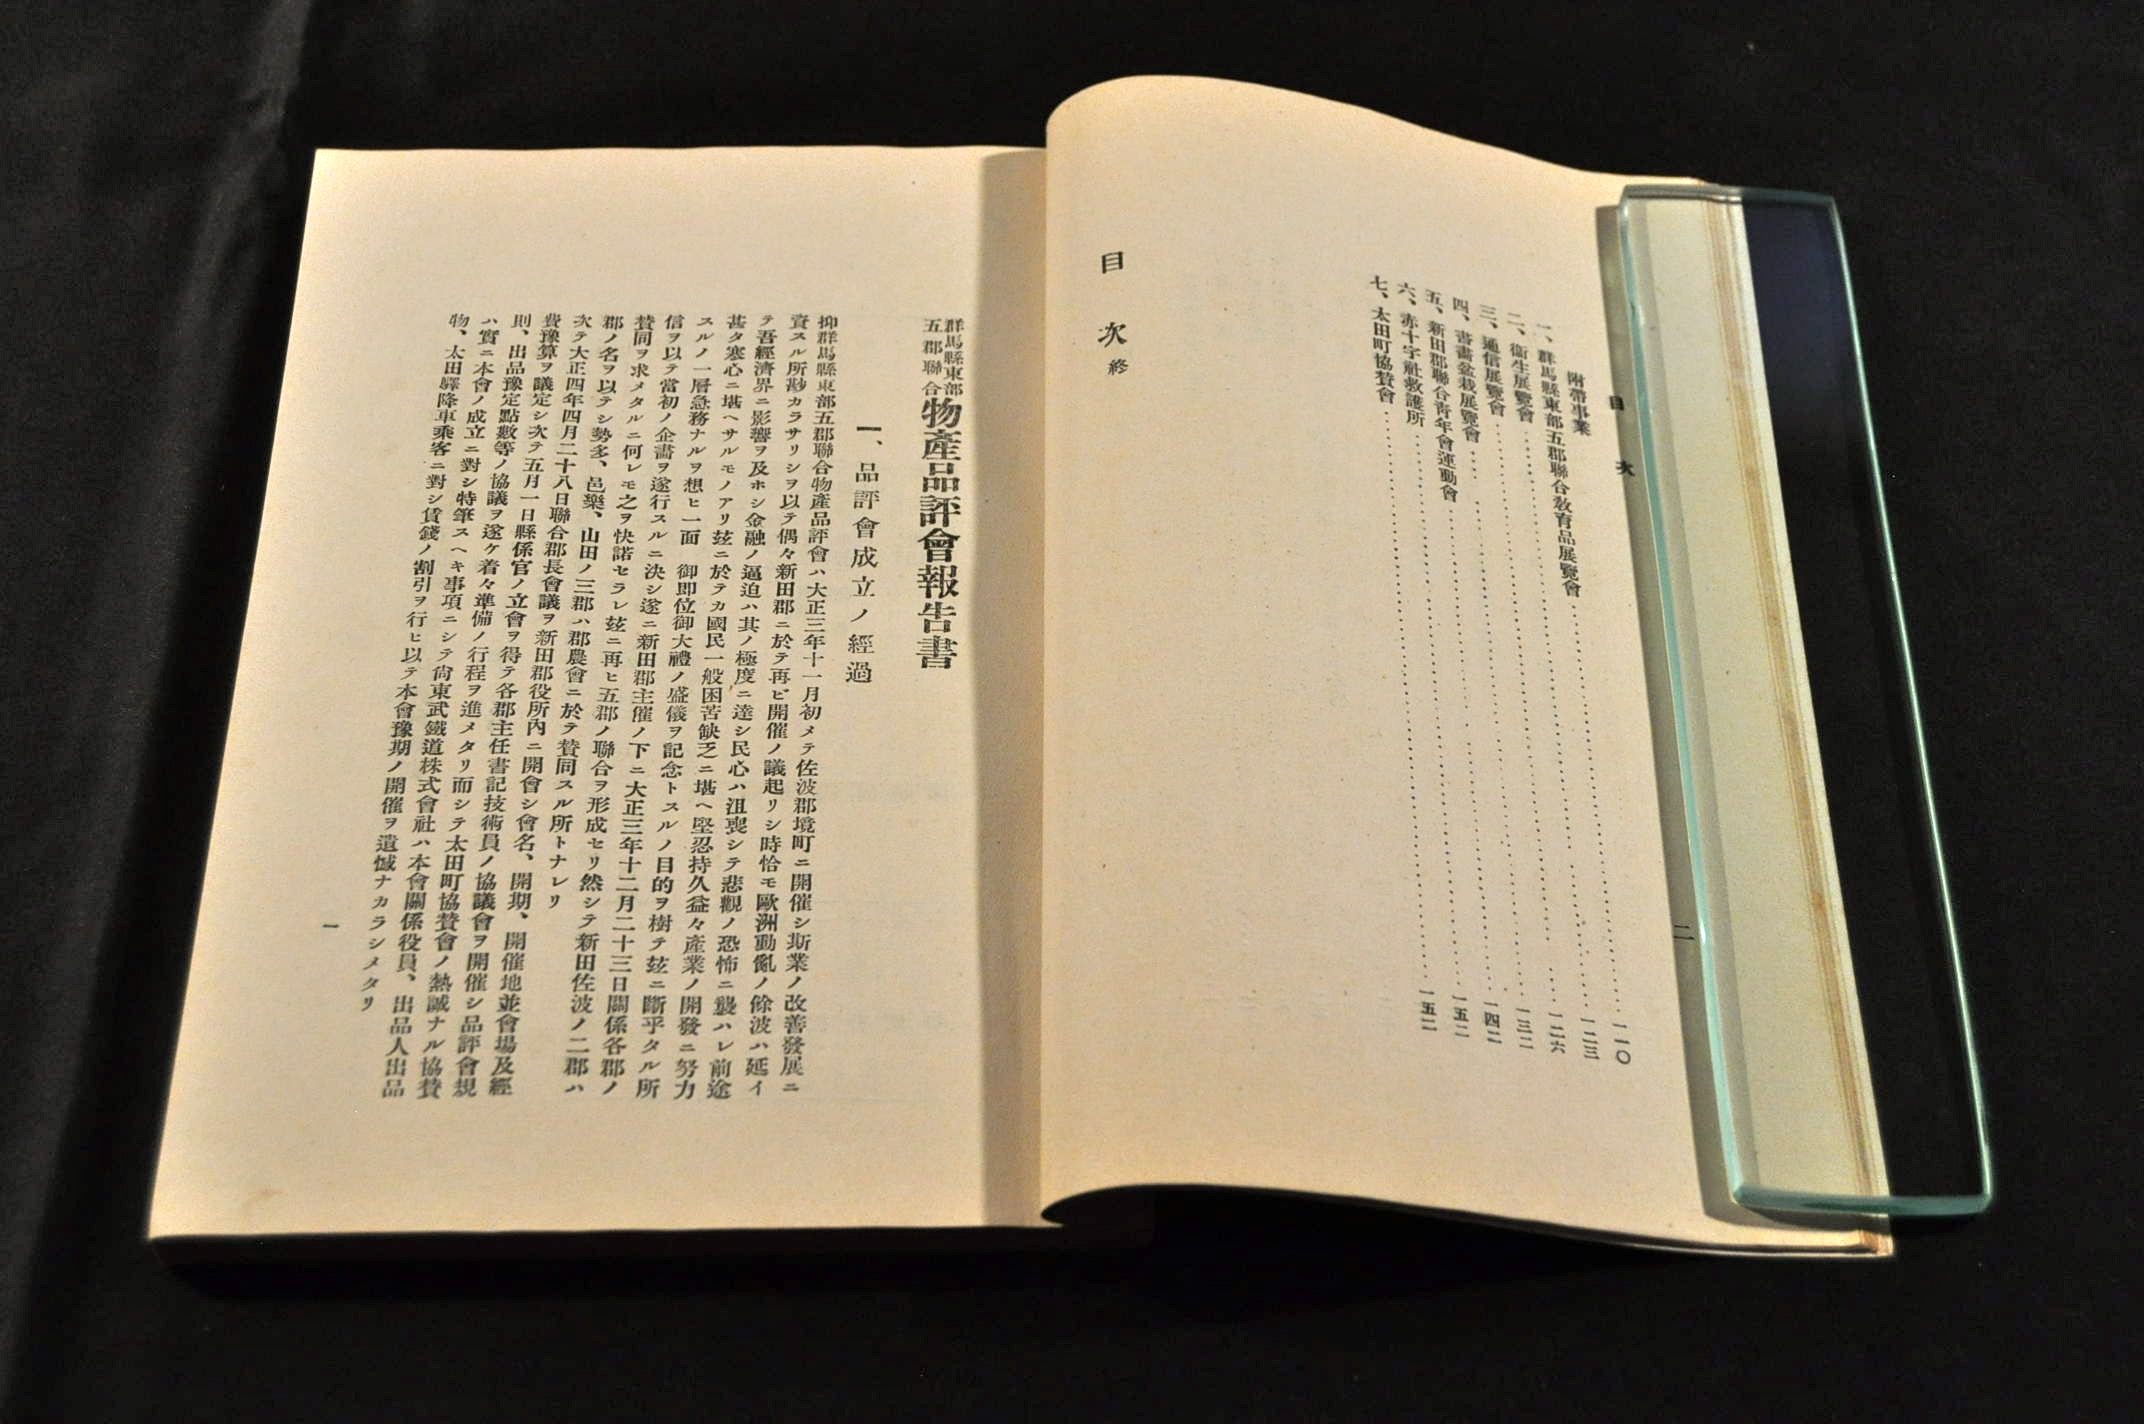 目次
二
附帶事業
一、群馬縣東部五郡聯合敎育品展覽會……一一〇
二、衞生展覽會……一二三
三、通信展覽會……一二六
四、書畵盆栽展覽會……一三二
五、新田郡聯合靑年會運動會……一四二
六、赤十字社救護所……一五二
七、太田町協賛會……一五二
目次終
群馬縣東部
五郡聯合
物產品評會報告書
一、品評會成立ノ經過
抑群馬縣東部五郡聯合物產品評會ハ大正三年十一月初メテ佐波郡境町ニ開催シ斯業ノ改善發展ニ
資スル所尠カラサリシヲ以テ偶々新田郡ニ於テ再ビ開催ノ議起リシ時恰モ歐洲動亂ノ餘波ハ延イ
テ吾經濟界ニ影響ヲ及ホシ金融ノ逼迫ハ其ノ極度ニ達シ民心ハ沮喪シテ悲觀ノ恐怖ニ襲ハレ前途
甚タ寒心ニ堪ヘサルモノアリ玆ニ於テカ國民一般困苦缺乏ニ堪ヘ堅忍持久益々產業ノ開發ニ努力
スルノ一層急務ナルヲ想ヒ一面 御即位御大禮ノ盛儀ヲ記念トスルノ目的ヲ樹テ玆ニ斷乎タル所
信ヲ以テ當初ノ企畵ヲ遂行スルニ決シ遂ニ新田郡主催ノ下ニ大正三年十二月二十三日關係各郡ノ
賛同ヲ求メタルニ何レモ之ヲ快諾セラレ玆ニ再ヒ五郡ノ聯合ヲ形成セリ然シテ新田佐波ノ二郡ハ
郡ノ名ヲ以テシ勢多、邑樂、山田ノ三郡ハ郡農會ニ於テ賛同スル所トナレリ
次テ大正四年四月二十八日聯合郡長會議ヲ新田郡役所內ニ開會シ會名、開期、開催地並會場及經
費豫算ヲ議定シ次テ五月一日縣係官ノ立會ヲ得テ各郡主任書記技術員ノ協議會ヲ開催シ品評會規
則、出品豫定點數等ノ協議ヲ遂ケ着々準備ノ行程ヲ進メタリ而シテ太田町協賛會ノ熱誠ナル協賛
ハ實ニ本會ノ成立ニ對シ特筆スヘキ事項ニシテ尙東武鐵道株式會社ハ本會關係役員、出品人出品
物、太田驛降車乘客ニ對シ賃錢ノ割引ヲ行ヒ以テ本會豫期ノ開催ヲ遺憾ナカラシメタリ
一